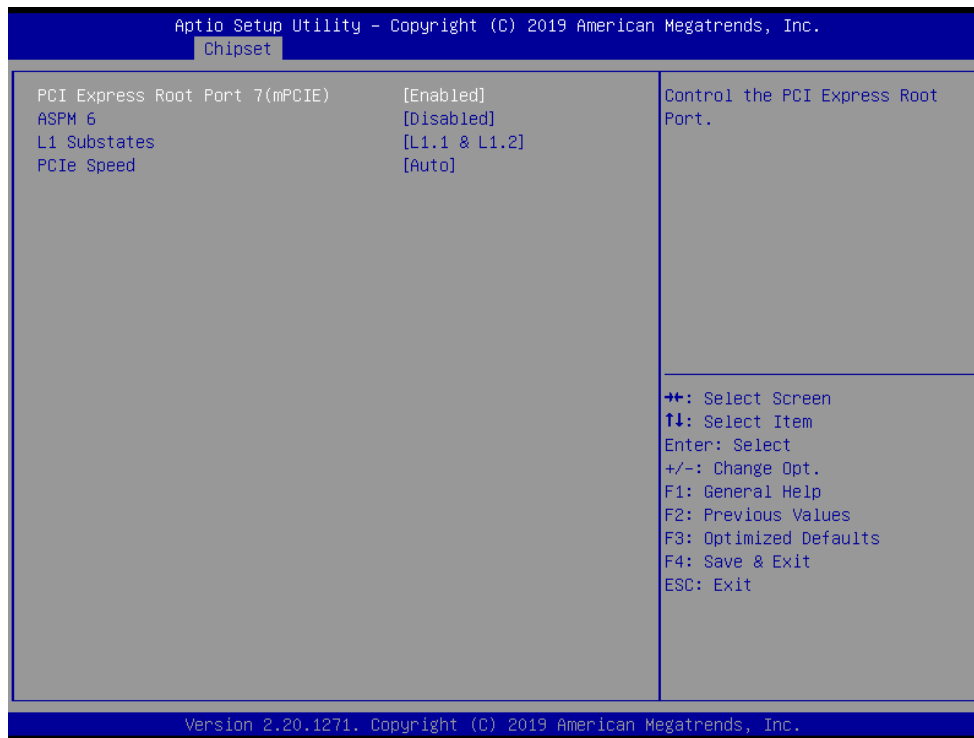 Aptio Setup Utility – Copyright (C) 2019 American Megatrends, Inc.
Chipset
PCI Express Root Port 7(mPCIE) [Enabled]
ASPM 6 [Disabled]
L1 Substates [L1.1 & L1.2]
PCIe Speed [Auto]
Control the PCI Express Root
Port.
→←: Select Screen
↑↓: Select Item
Enter: Select
+/-: Change Opt.
F1: General Help
F2: Previous Values
F3: Optimized Defaults
F4: Save & Exit
ESC: Exit
Version 2.20.1271. Copyright (C) 2019 American Megatrends, Inc.